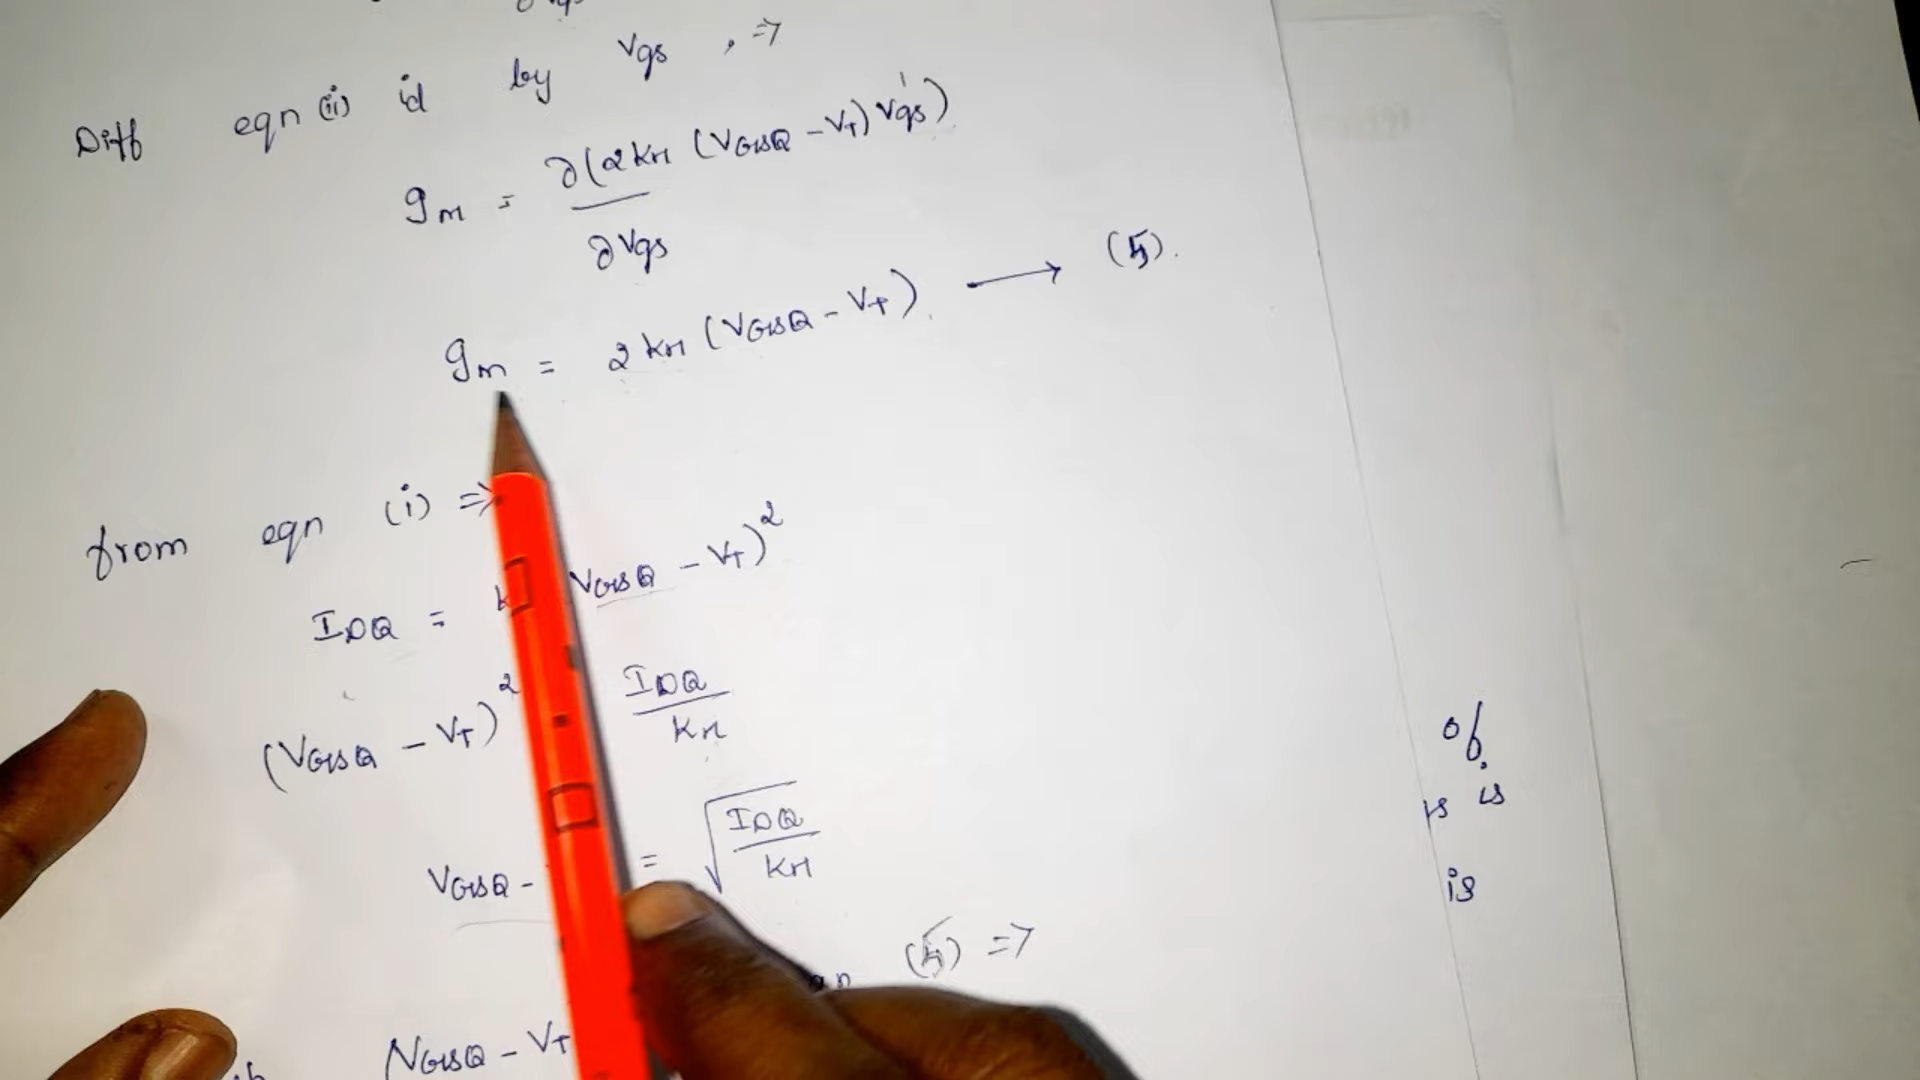 Diff eqn (ii) id by vgs , =>
gm = ∂(2kn (VGSQ - VT) vgs)
∂vgs
gm = 2kn (VGSQ - VT). → (5).
from eqn (i) =>
IDQ = VGSQ - VT)²
(VGSQ - VT)² IDQ
kn
VGSQ - = √IDQ
kn
(5) =>
VGSQ - VT
of
is is
is